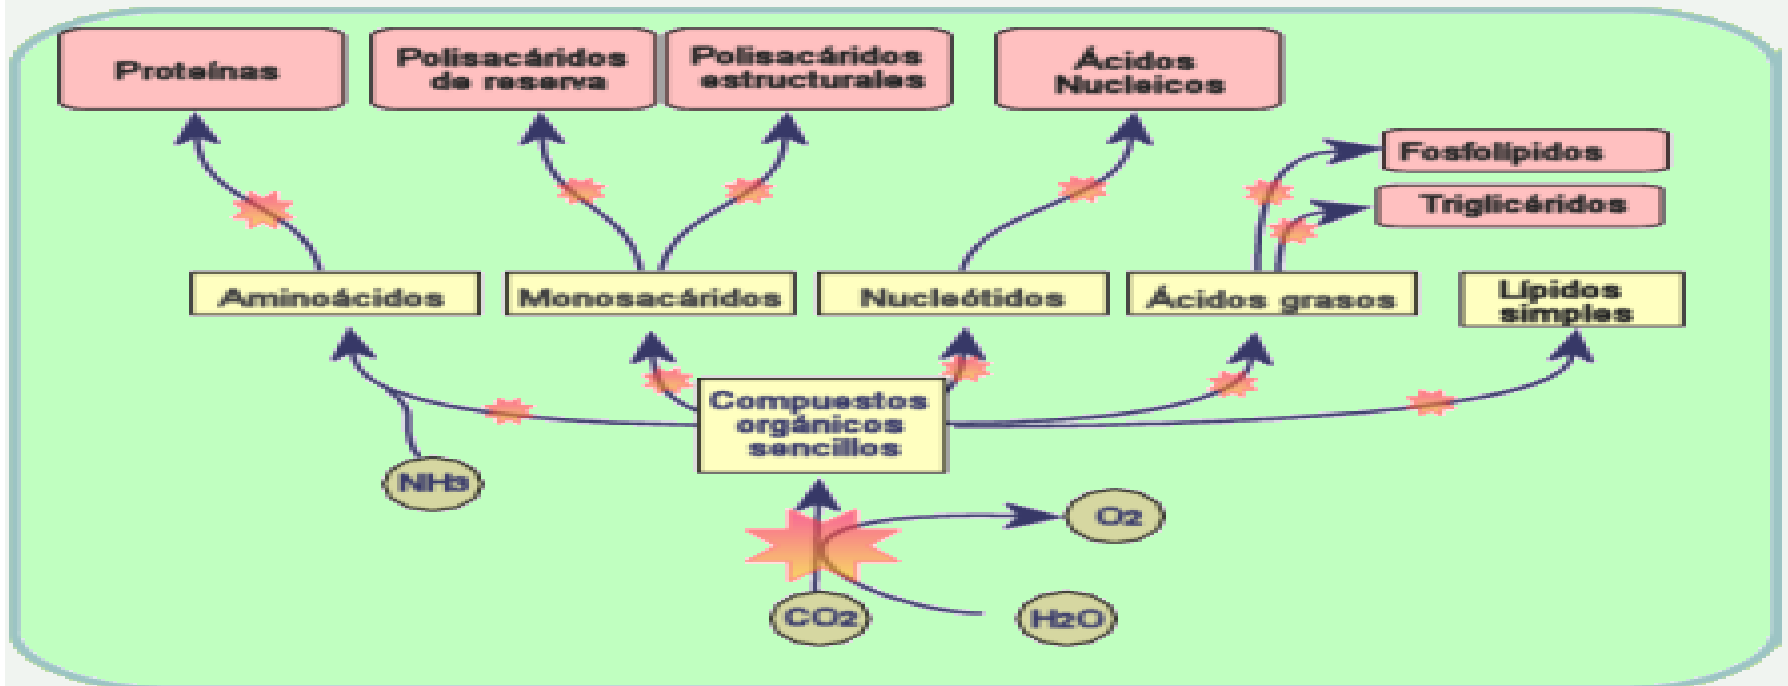 Proteínas
Polisacáridos
de reserva
Polisacáridos
estructurales
Ácidos
Nucleicos
Fosfolípidos
Triglicéridos
Aminoácidos
Monosacáridos
Nucleótidos
Ácidos grasos
Lípidos
simples
Compuestos
orgánicos
sencillos
NH3
O2
CO2
H2O